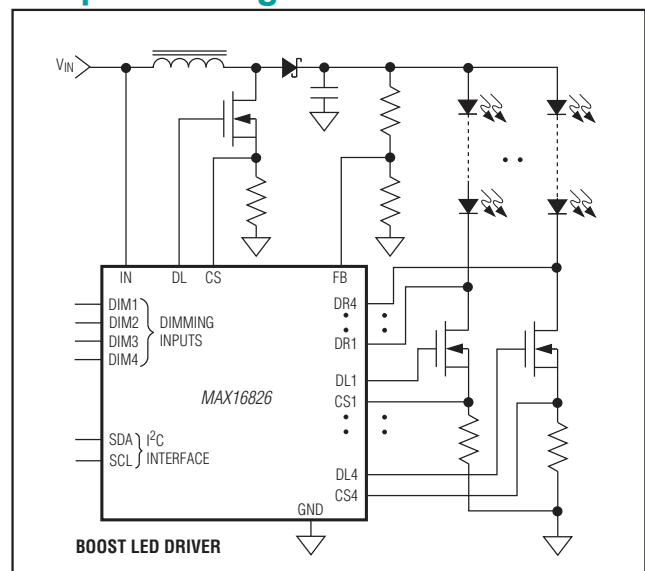 VIN
IN
DL
CS
FB
DIM1
DIM2
DIM3
DIM4
DIMMING
INPUTS
MAX16826
SDA
SCL
I²C
INTERFACE
DR4
DR1
DL1
CS1
DL4
CS4
GND
BOOST LED DRIVER